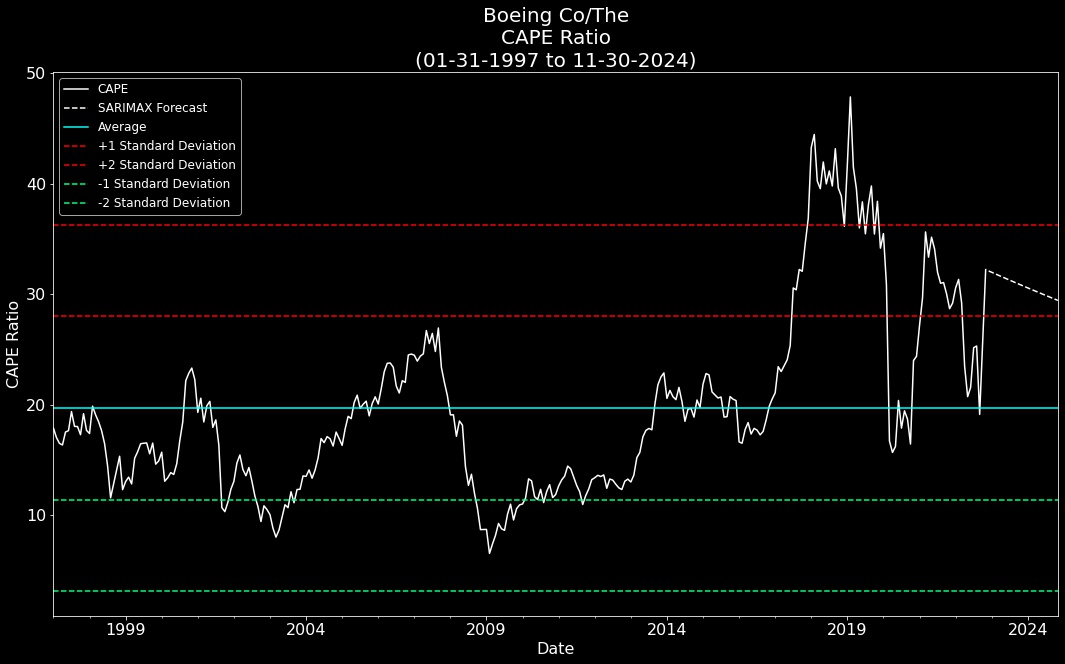 Boeing Co/The
CAPE Ratio
(01-31-1997 to 11-30-2024)
CAPE
SARIMAX Forecast
Average
+1 Standard Deviation
+2 Standard Deviation
-1 Standard Deviation
-2 Standard Deviation
50
40
30
20
10
CAPE Ratio
1999
2004
2009
2014
2019
2024
Date